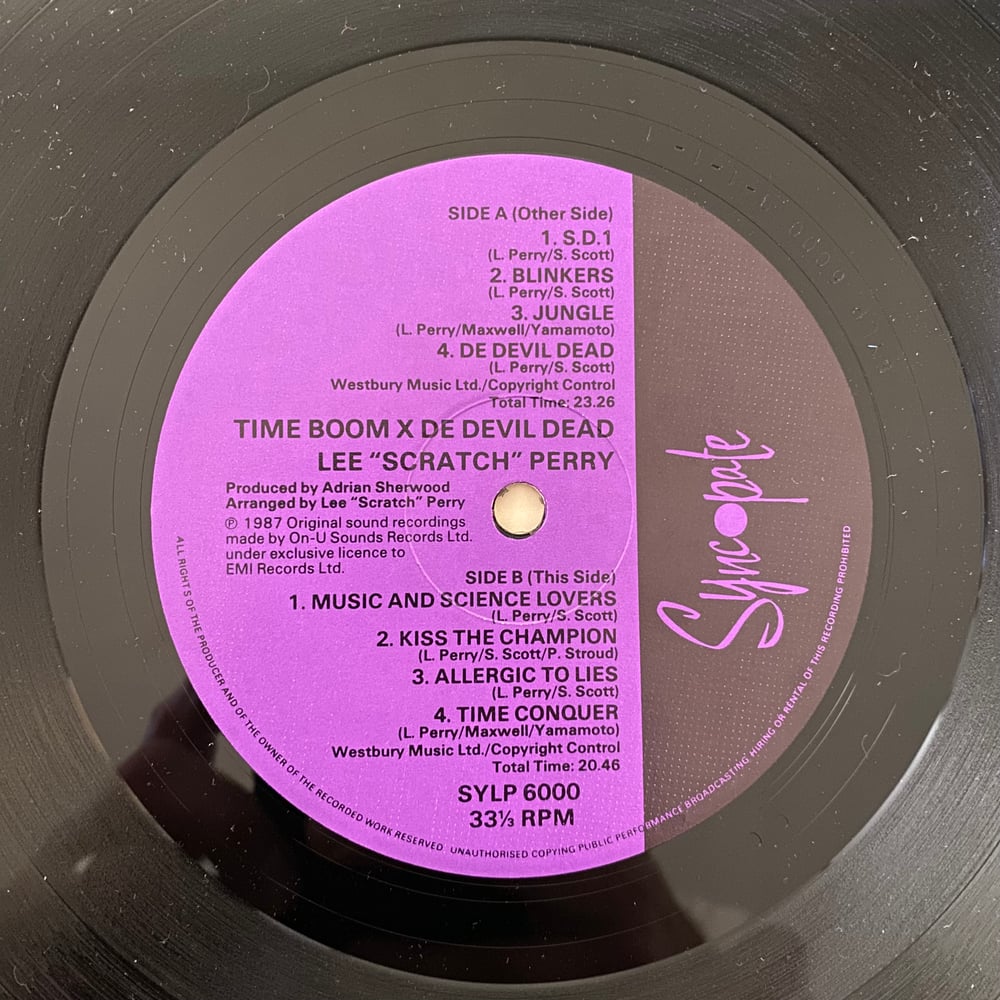 SIDE A (Other Side)
1. S.D.1
(L. Perry/S. Scott)
2. BLINKERS
(L. Perry/S. Scott)
3. JUNGLE
(L. Perry/Maxwell/Yamamoto)
4. DE DEVIL DEAD
(L. Perry/S. Scott)
Westbury Music Ltd./Copyright Control
Total Time: 23.26
TIME BOOM X DE DEVIL DEAD
LEE “SCRATCH” PERRY
Produced by Adrian Sherwood
Arranged by Lee “Scratch” Perry
℗ 1987 Original sound recordings
made by On-U Sounds Records Ltd.
under exclusive licence to
EMI Records Ltd.
SIDE B (This Side)
1. MUSIC AND SCIENCE LOVERS
(L. Perry/S. Scott)
2. KISS THE CHAMPION
(L. Perry/S. Scott/P. Stroud)
3. ALLERGIC TO LIES
(L. Perry/S. Scott)
4. TIME CONQUER
(L. Perry/Maxwell/Yamamoto)
Westbury Music Ltd./Copyright Control
Total Time: 20.46
SYLP 6000
33⅓ RPM
Syncopate
ALL RIGHTS OF THE PRODUCER AND OF THE OWNER OF THE RECORDED WORK RESERVED UNAUTHORISED COPYING PUBLIC PERFORMANCE BROADCASTING HIRING OR RENTAL OF THIS RECORDING PROHIBITED